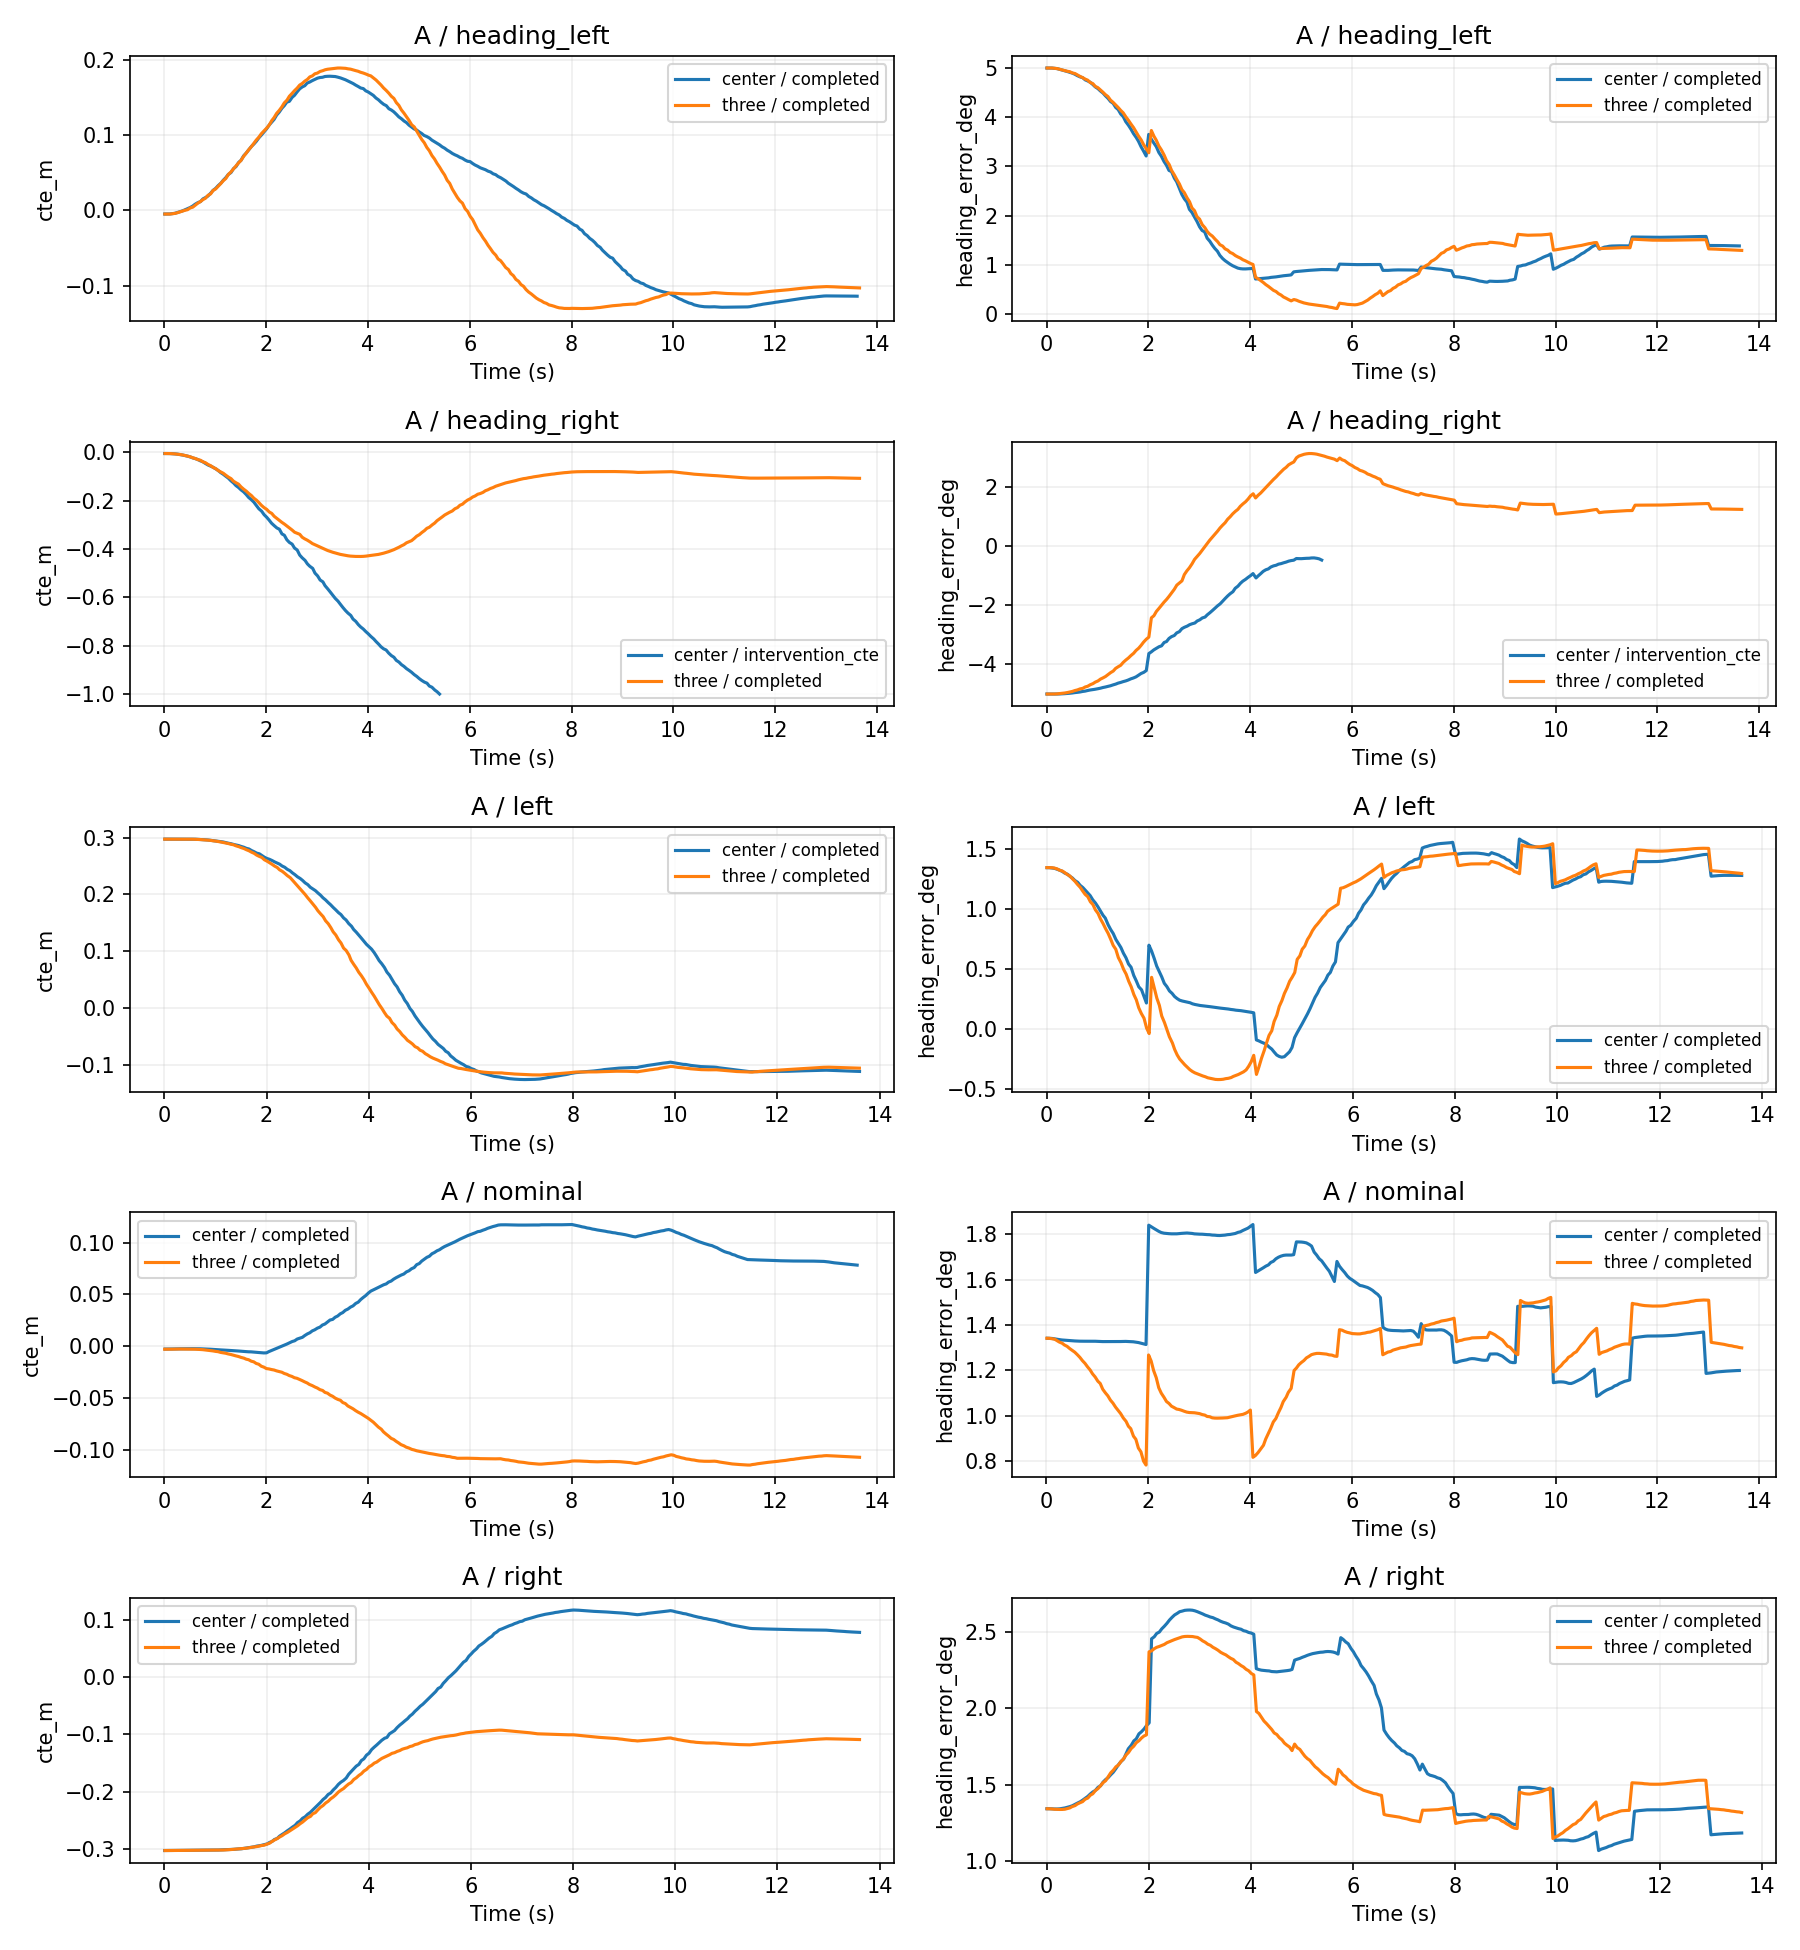 A / heading_left
A / heading_left
cte_m
0.2
0.1
0.0
−0.1
center / completed
three / completed
0 2 4 6 8 10 12 14
Time (s)
heading_error_deg
5
4
3
2
1
0
center / completed
three / completed
0 2 4 6 8 10 12 14
Time (s)
A / heading_right
A / heading_right
cte_m
0.0
−0.2
−0.4
−0.6
−0.8
−1.0
center / intervention_cte
three / completed
0 2 4 6 8 10 12 14
Time (s)
heading_error_deg
2
0
−2
−4
center / intervention_cte
three / completed
0 2 4 6 8 10 12 14
Time (s)
A / left
A / left
cte_m
0.3
0.2
0.1
0.0
−0.1
center / completed
three / completed
0 2 4 6 8 10 12 14
Time (s)
heading_error_deg
1.5
1.0
0.5
0.0
−0.5
center / completed
three / completed
0 2 4 6 8 10 12 14
Time (s)
A / nominal
A / nominal
cte_m
0.10
0.05
0.00
−0.05
−0.10
center / completed
three / completed
0 2 4 6 8 10 12 14
Time (s)
heading_error_deg
1.8
1.6
1.4
1.2
1.0
0.8
center / completed
three / completed
0 2 4 6 8 10 12 14
Time (s)
A / right
A / right
cte_m
0.1
0.0
−0.1
−0.2
−0.3
center / completed
three / completed
0 2 4 6 8 10 12 14
Time (s)
heading_error_deg
2.5
2.0
1.5
1.0
center / completed
three / completed
0 2 4 6 8 10 12 14
Time (s)